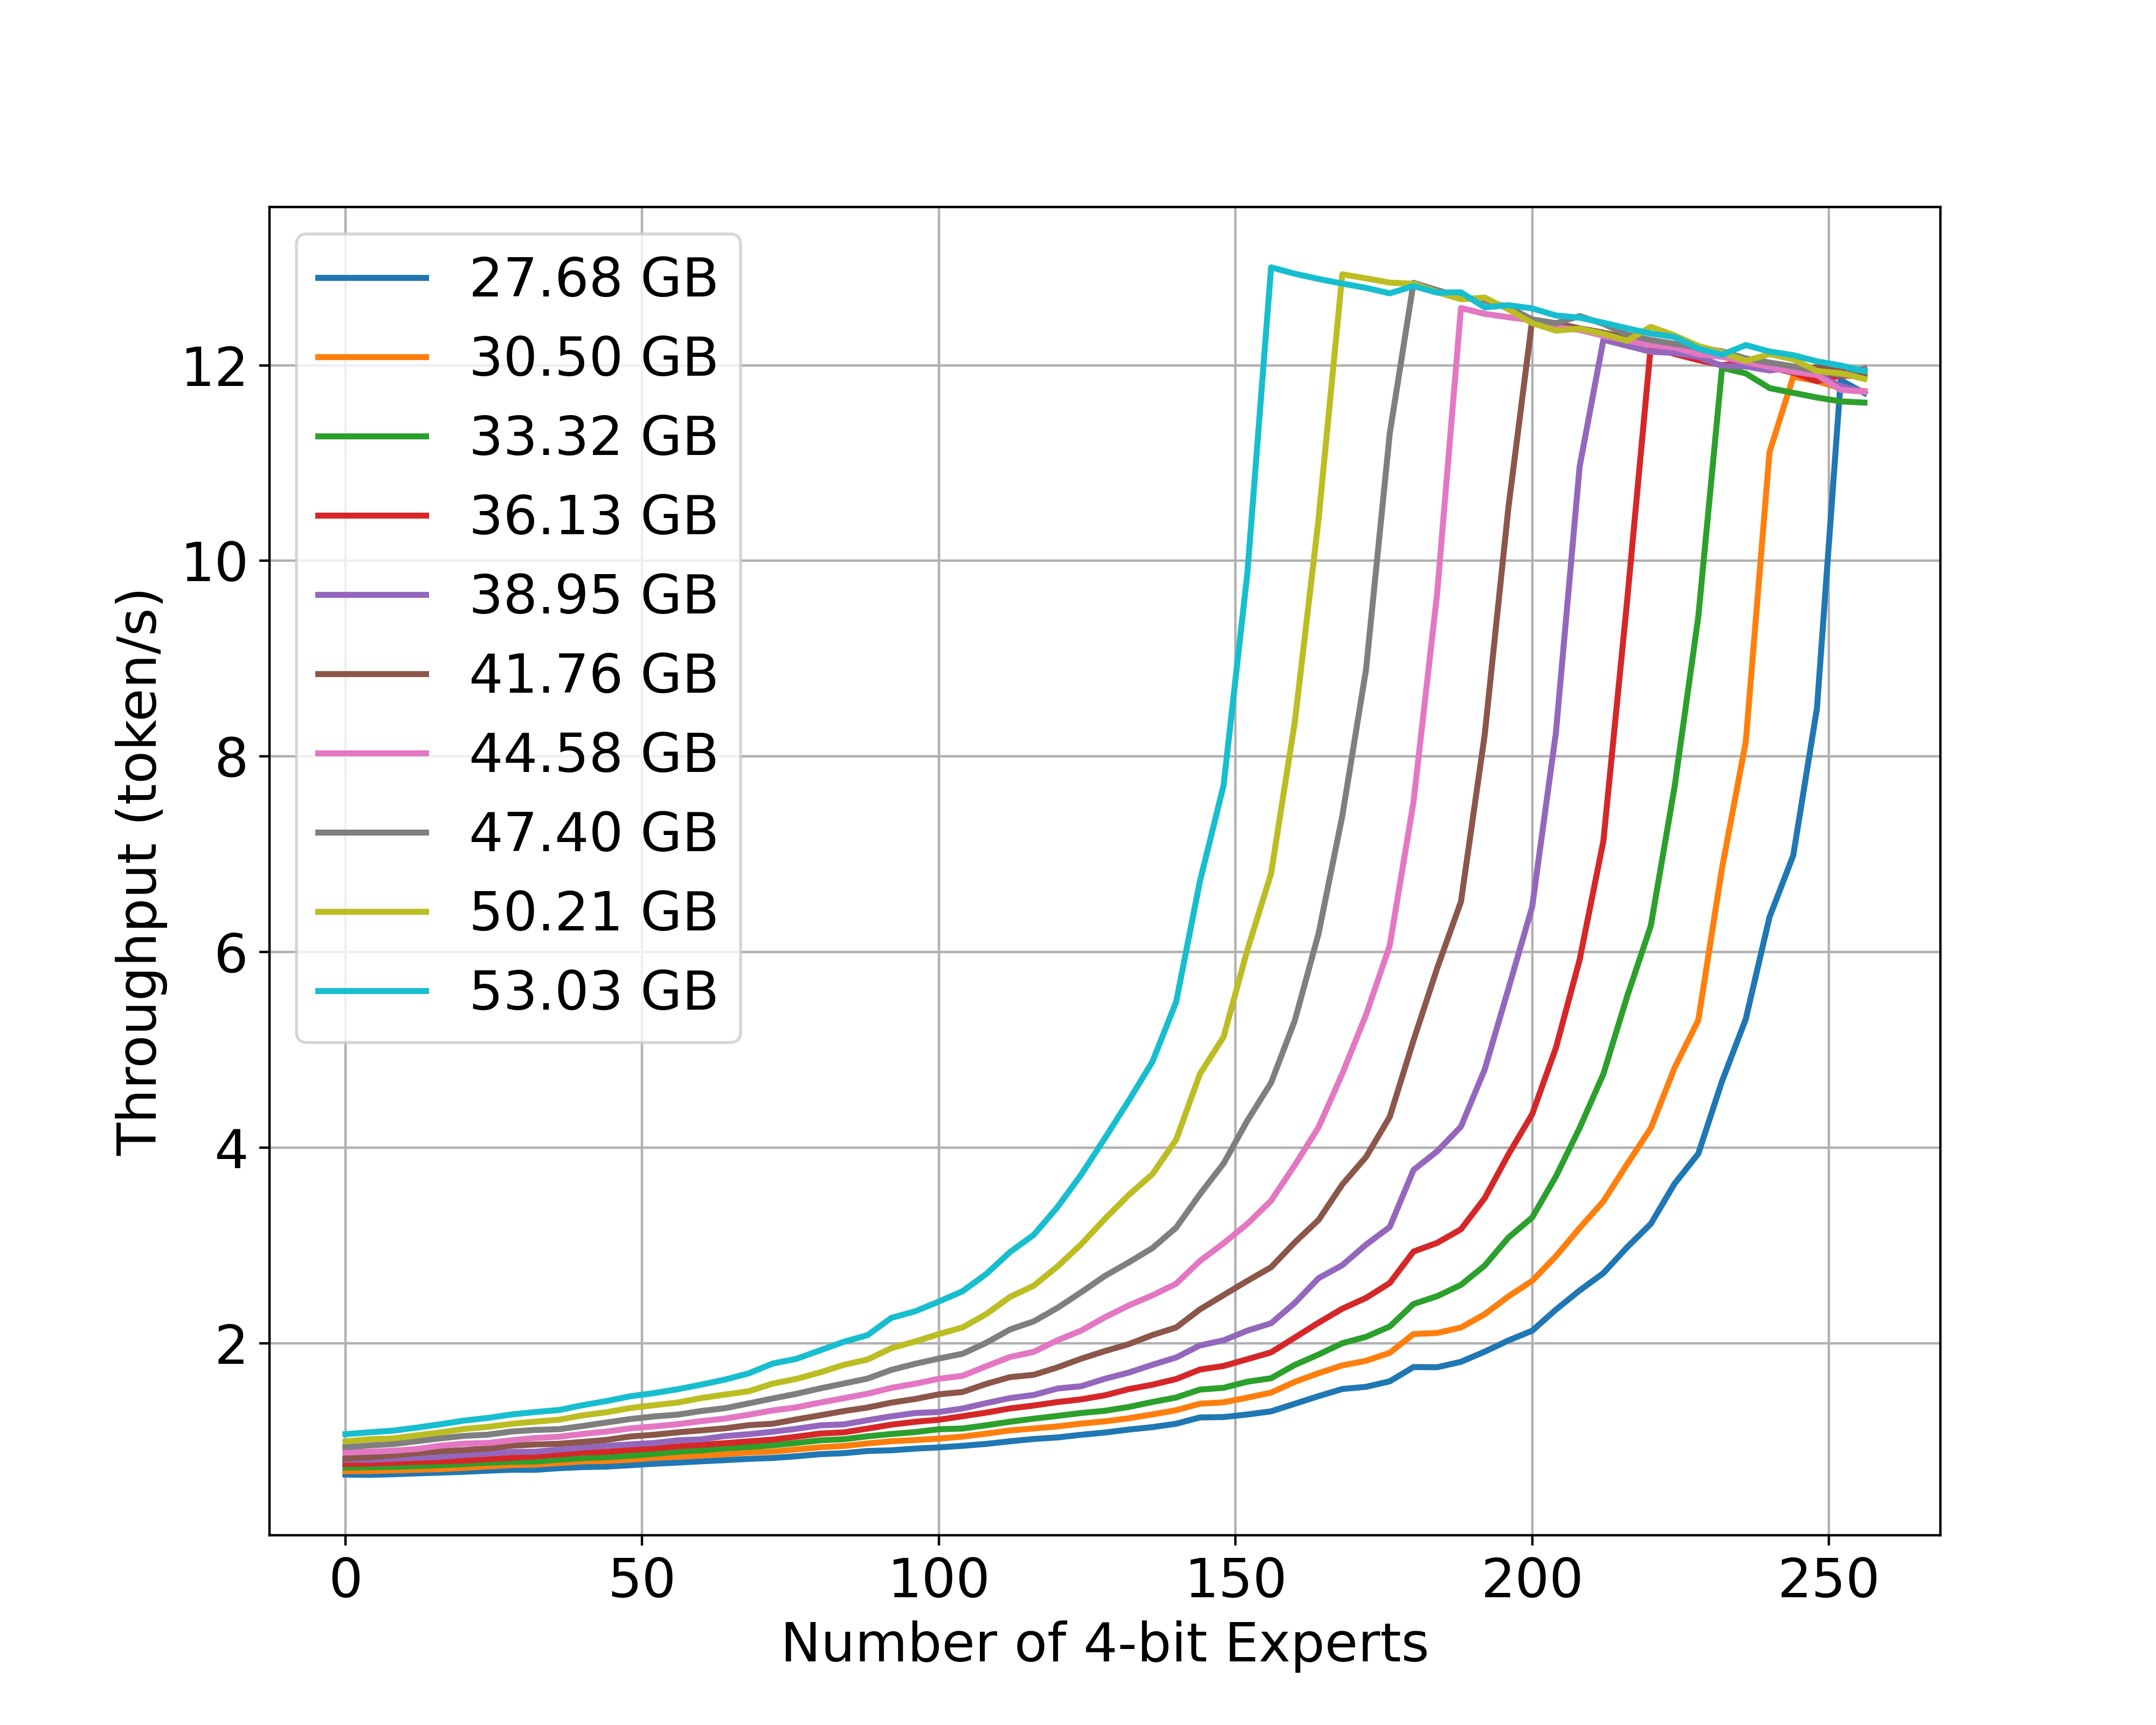 27.68 GB
30.50 GB
33.32 GB
36.13 GB
38.95 GB
41.76 GB
44.58 GB
47.40 GB
50.21 GB
53.03 GB
Throughput (token/s)
12
10
8
6
4
2
0 50 100 150 200 250
Number of 4-bit Experts